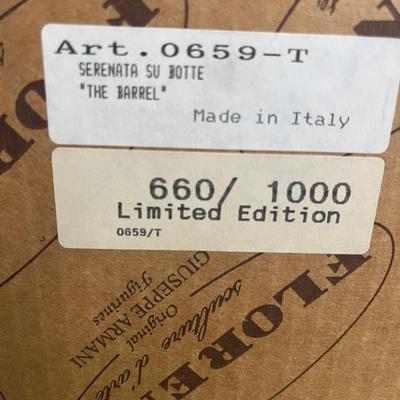 Art.0659-T
SERENATA SU BOTTE
"THE BARREL"
Made in Italy
660/ 1000
Limited Edition
0659/T
FLOREN
sculture d'arte
GIUSEPPE ARMANI
Original
Figurines